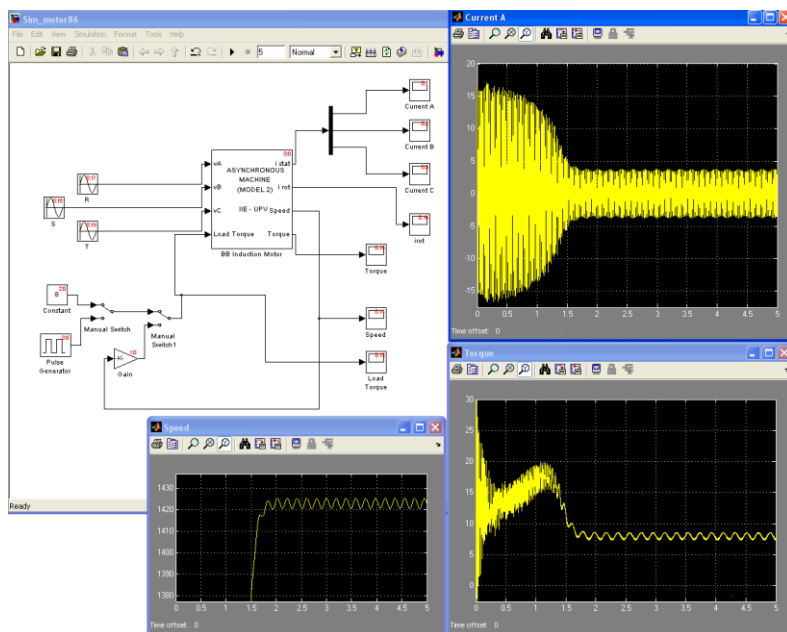 Sim_motor86
File Edit View Simulation Format Tools Help
5 Normal
Current A
Current B
Current C
irot
vA
vB
vC
Load Torque
ASYNCHRONOUS
MACHINE
(MODEL 2)
IIE - UPV
i stat
i rot
Speed
Torque
BB Induction Motor
R
S
T
Torque
8
Constant
Manual Switch
Manual
Switch1
Pulse
Generator
-K-
Gain
Speed
Load
Torque
Ready
Current A
20
15
10
5
0
-5
-10
-15
0 0.5 1 1.5 2 2.5 3 3.5 4 4.5 5
Time offset: 0
Torque
30
25
20
15
10
5
0
0 0.5 1 1.5 2 2.5 3 3.5 4 4.5 5
Time offset: 0
Speed
1430
1420
1410
1400
1390
1380
0 0.5 1 1.5 2 2.5 3 3.5 4 4.5 5
Time offset: 0